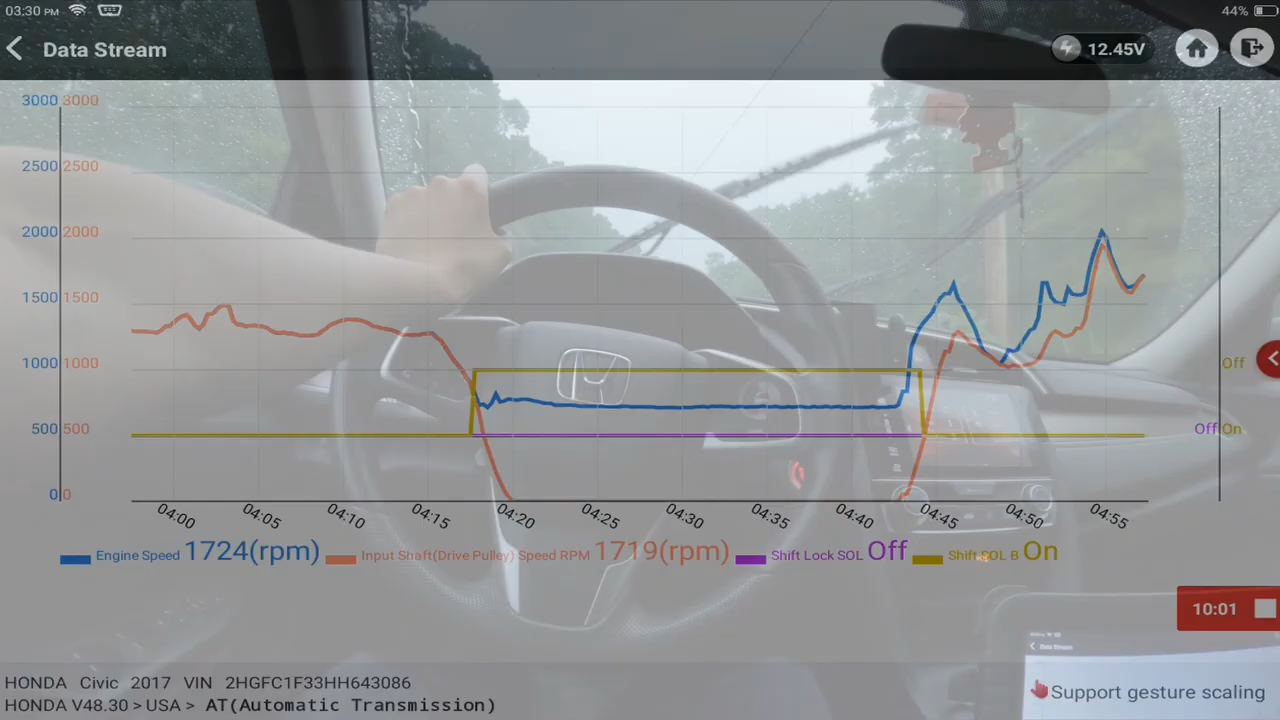 03:30 PM 44%
Data Stream 12.45V
3000 3000
2500 2500
2000 2000
1500 1500
1000 1000 Off
500 500 Off On
0 0
04:00 04:05 04:10 04:15 04:20 04:25 04:30 04:35 04:40 04:45 04:50 04:55
Engine Speed 1724(rpm) Input Shaft(Drive Pulley) Speed RPM 1719(rpm) Shift Lock SOL Off Shift SOL B On
10:01
Data Stream
HONDA Civic 2017 VIN 2HGFC1F33HH643086
Support gesture scaling
HONDA V48.30 > USA > AT(Automatic Transmission)